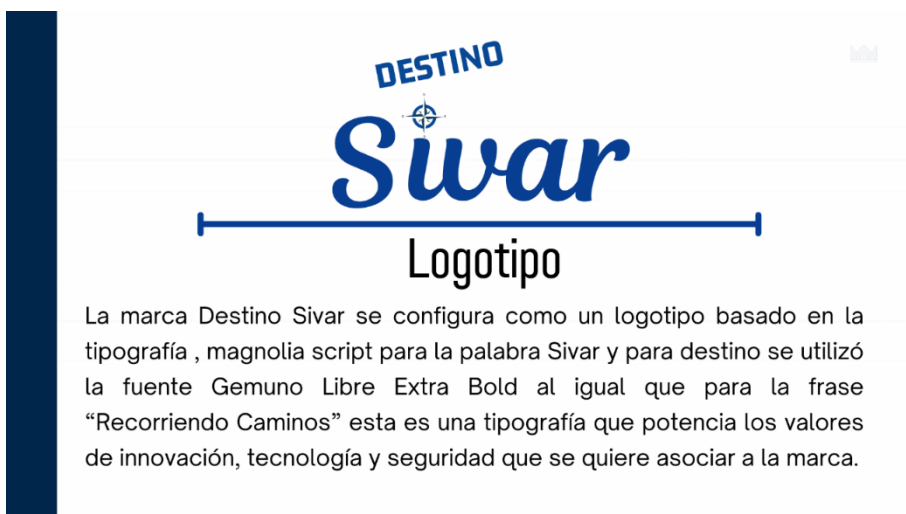 DESTINO
Sivar
Logotipo
La marca Destino Sivar se configura como un logotipo basado en la
tipografía , magnolia script para la palabra Sivar y para destino se utilizó
la fuente Gemuno Libre Extra Bold al igual que para la frase
“Recorriendo Caminos” esta es una tipografía que potencia los valores
de innovación, tecnología y seguridad que se quiere asociar a la marca.